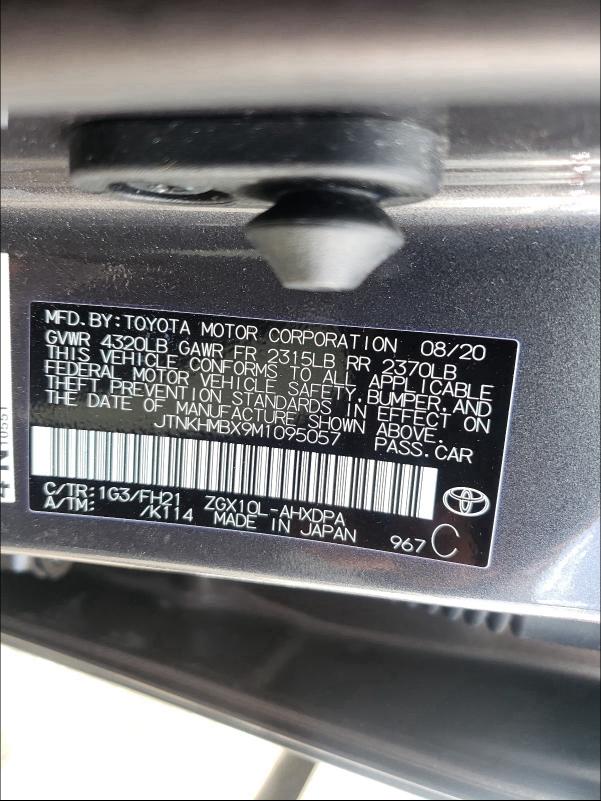 MFD.BY:TOYOTA MOTOR CORPORATION 08/20
GVWR 4320LB GAWR FR 2315LB RR 2370LB
THIS VEHICLE CONFORMS TO ALL APPLICABLE
FEDERAL MOTOR VEHICLE SAFETY,BUMPER,AND
THEFT PREVENTION STANDARDS IN EFFECT ON
THE DATE OF MANUFACTURE SHOWN ABOVE.
JTNKHMBX9M1095057 PASS.CAR
C/TR:1G3/FH21 ZGX10L-AHXDPA
A/TM: /K114 MADE IN JAPAN 967 C
10551